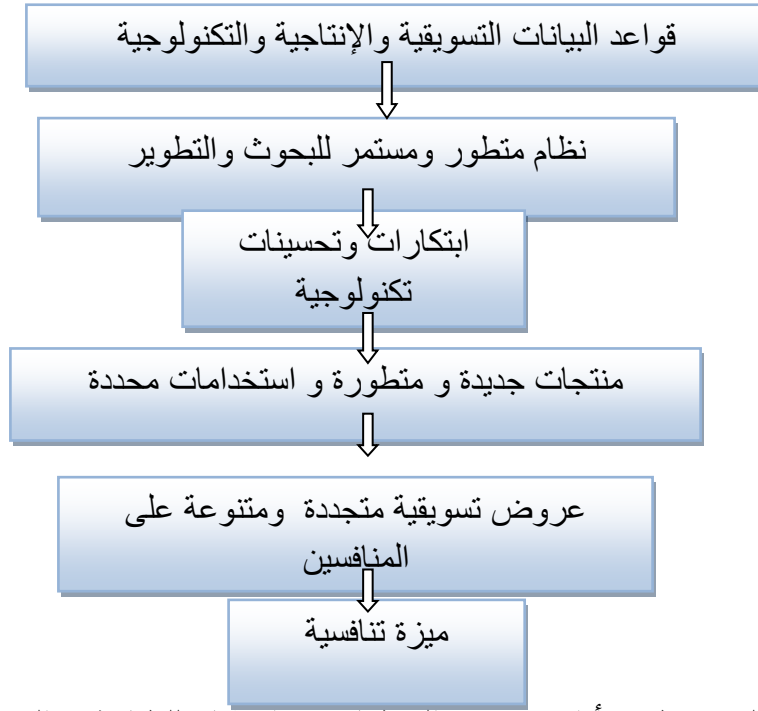 قواعد البيانات التسويقية والإنتاجية والتكنولوجية
نظام متطور ومستمر للبحوث والتطوير
ابتكارات وتحسينات
تكنولوجية
منتجات جديدة و متطورة و استخدامات محددة
عروض تسويقية متجددة ومتنوعة على
المنافسين
ميزة تنافسية